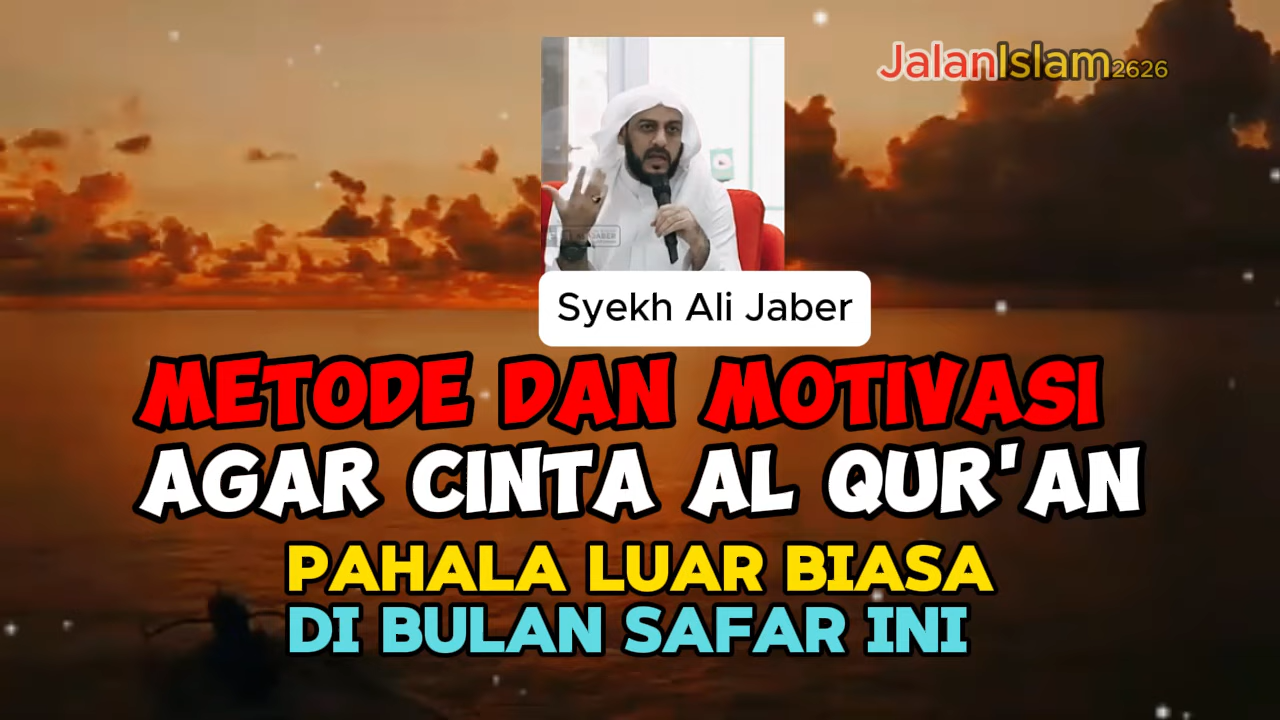 JalanIslam2626
Syekh Ali Jaber
METODE DAN MOTIVASI
AGAR CINTA AL QUR'AN
PAHALA LUAR BIASA
DI BULAN SAFAR INI